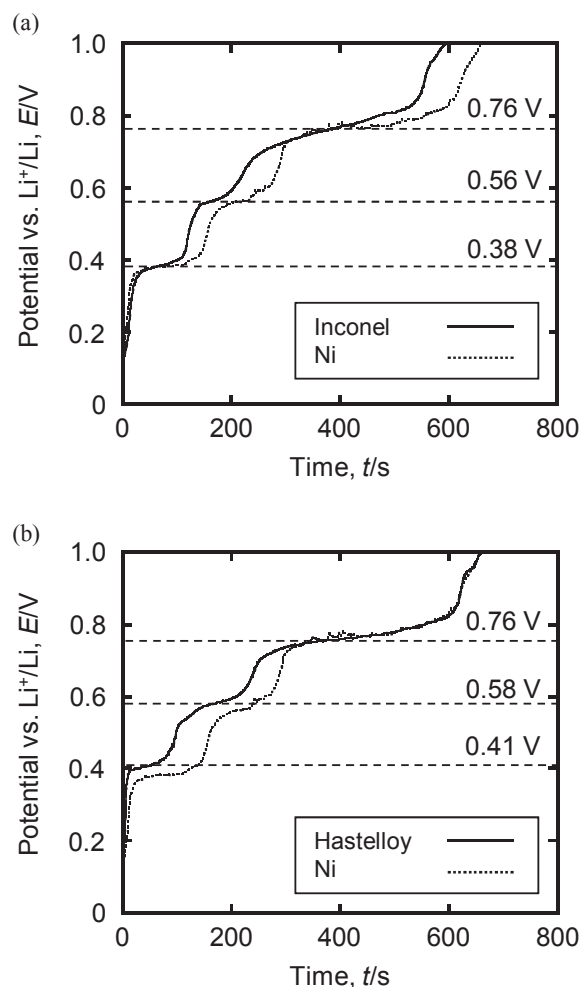 (a)
Potential vs. Li⁺/Li, E/V
1.0
0.8
0.6
0.4
0.2
0
0.76 V
0.56 V
0.38 V
Inconel
Ni
0 200 400 600 800
Time, t/s
(b)
Potential vs. Li⁺/Li, E/V
1.0
0.8
0.6
0.4
0.2
0
0.76 V
0.58 V
0.41 V
Hastelloy
Ni
0 200 400 600 800
Time, t/s